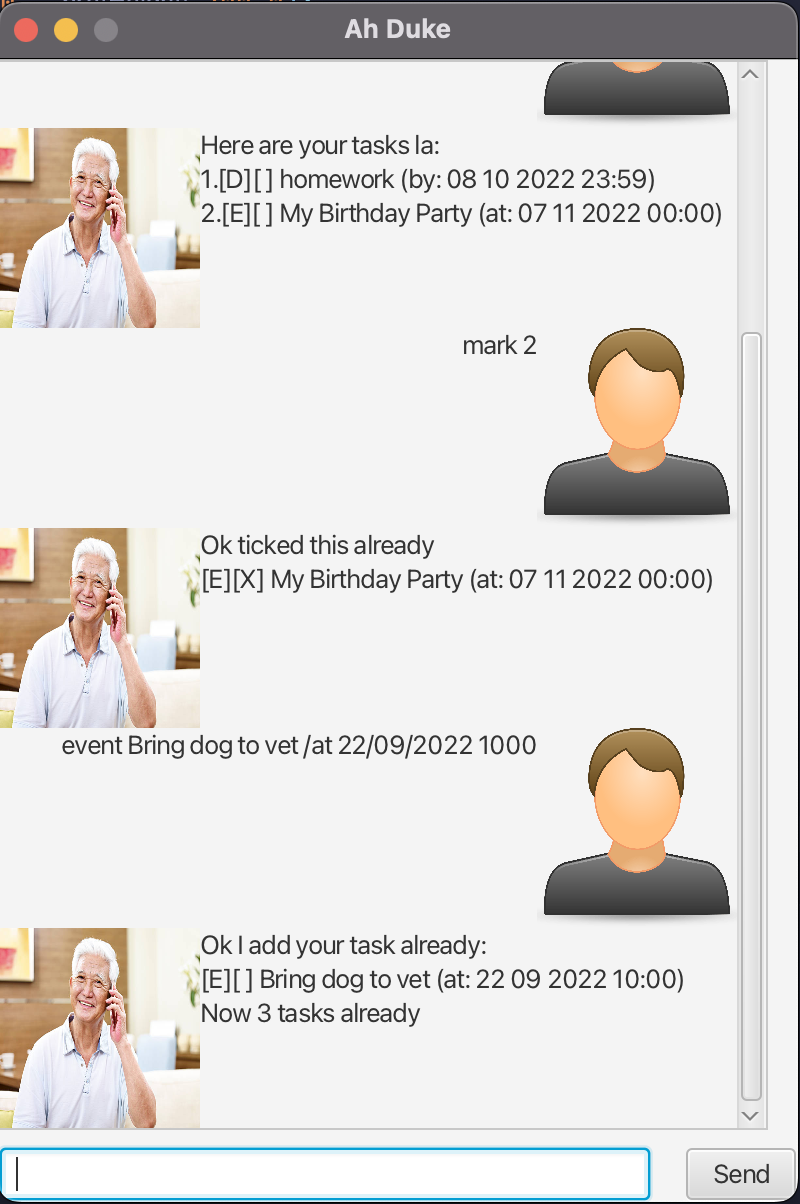 Ah Duke
Here are your tasks la:
1.[D][ ] homework (by: 08 10 2022 23:59)
2.[E][ ] My Birthday Party (at: 07 11 2022 00:00)
mark 2
Ok ticked this already
[E][X] My Birthday Party (at: 07 11 2022 00:00)
event Bring dog to vet /at 22/09/2022 1000
Ok I add your task already:
[E][ ] Bring dog to vet (at: 22 09 2022 10:00)
Now 3 tasks already
Send